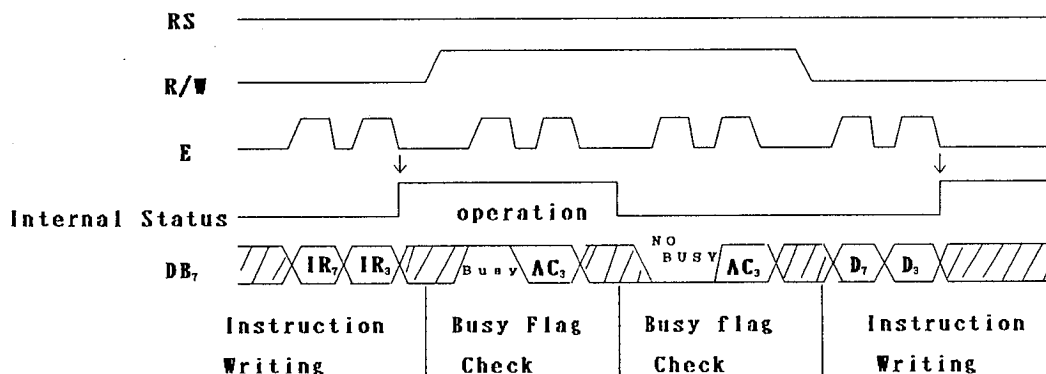 RS
R/W
E
Internal Status
operation
DB7
IR7
IR3
Busy
AC3
NO
BUSY
AC3
D7
D3
Instruction
Writing
Busy Flag
Check
Busy flag
Check
Instruction
Writing